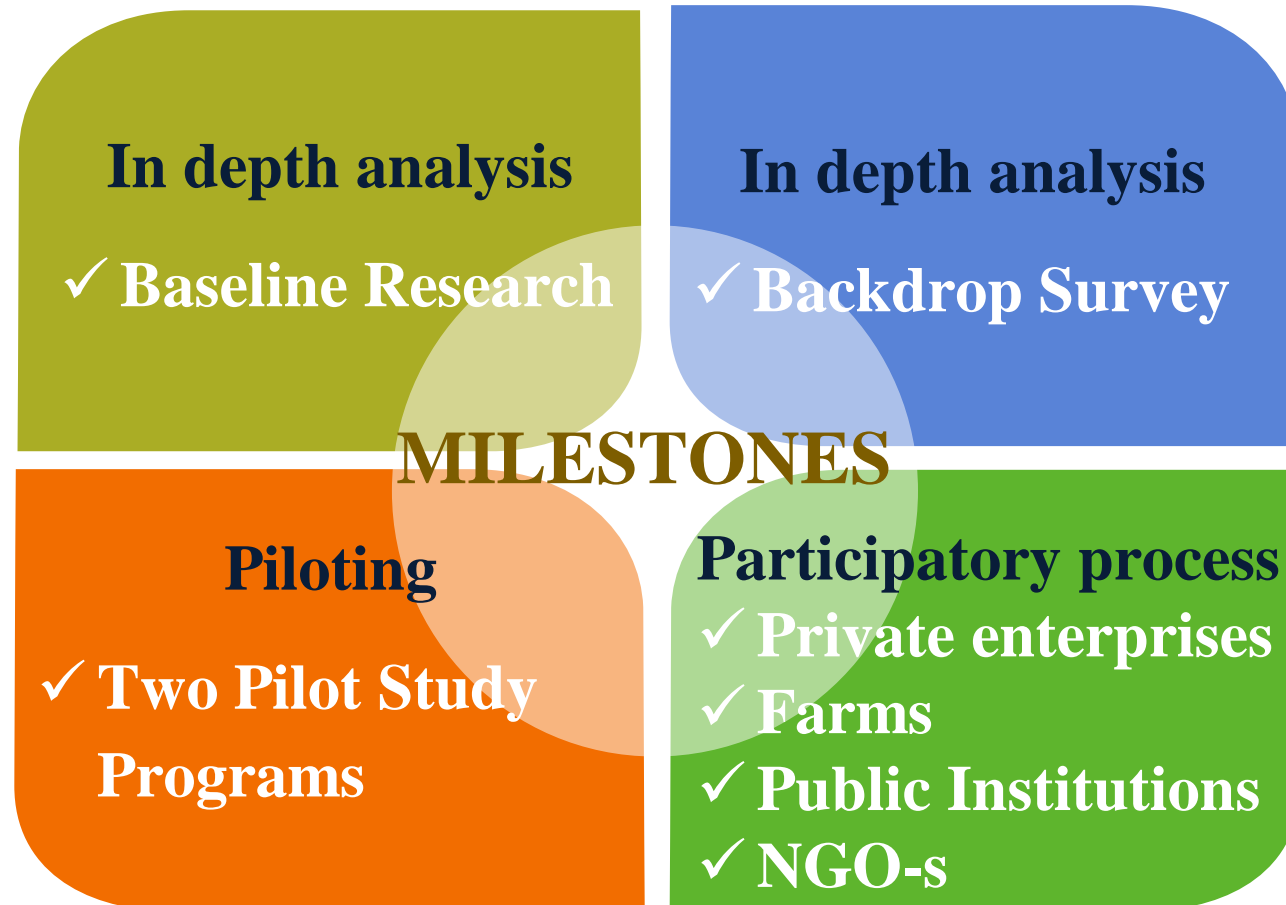 In depth analysis
✓ Baseline Research
In depth analysis
✓ Backdrop Survey
MILESTONES
Piloting
✓ Two Pilot Study
Programs
Participatory process
✓ Private enterprises
✓ Farms
✓ Public Institutions
✓ NGO-s